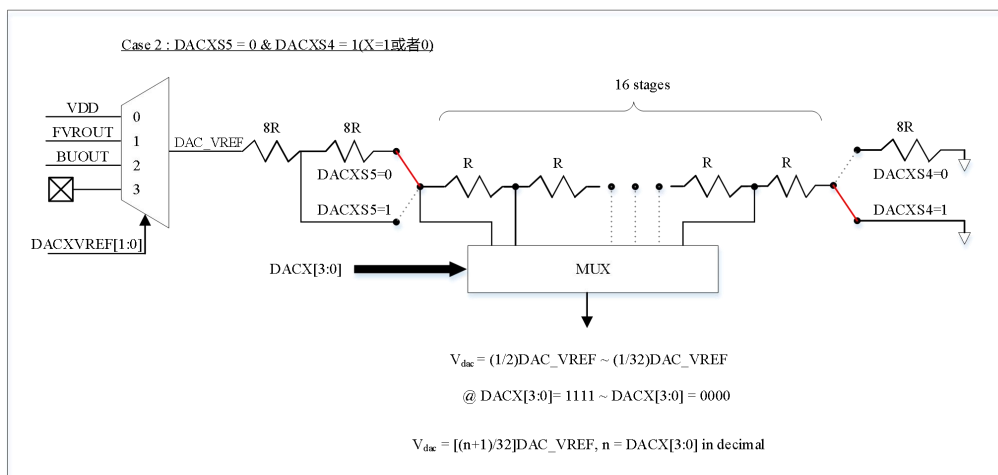 Case 2 : DACXS5 = 0 & DACXS4 = 1(X=1或者0)
16 stages
VDD
0
FVROUT
1
BUOUT
2
3
DAC_VREF
8R
8R
DACXS5=0
DACXS5=1
R
R
R
R
8R
DACXS4=0
DACXS4=1
DACXVREF[1:0]
DACX[3:0]
MUX
Vdac = (1/2)DAC_VREF ~ (1/32)DAC_VREF
@ DACX[3:0]= 1111 ~ DACX[3:0] = 0000
Vdac = [(n+1)/32]DAC_VREF, n = DACX[3:0] in decimal